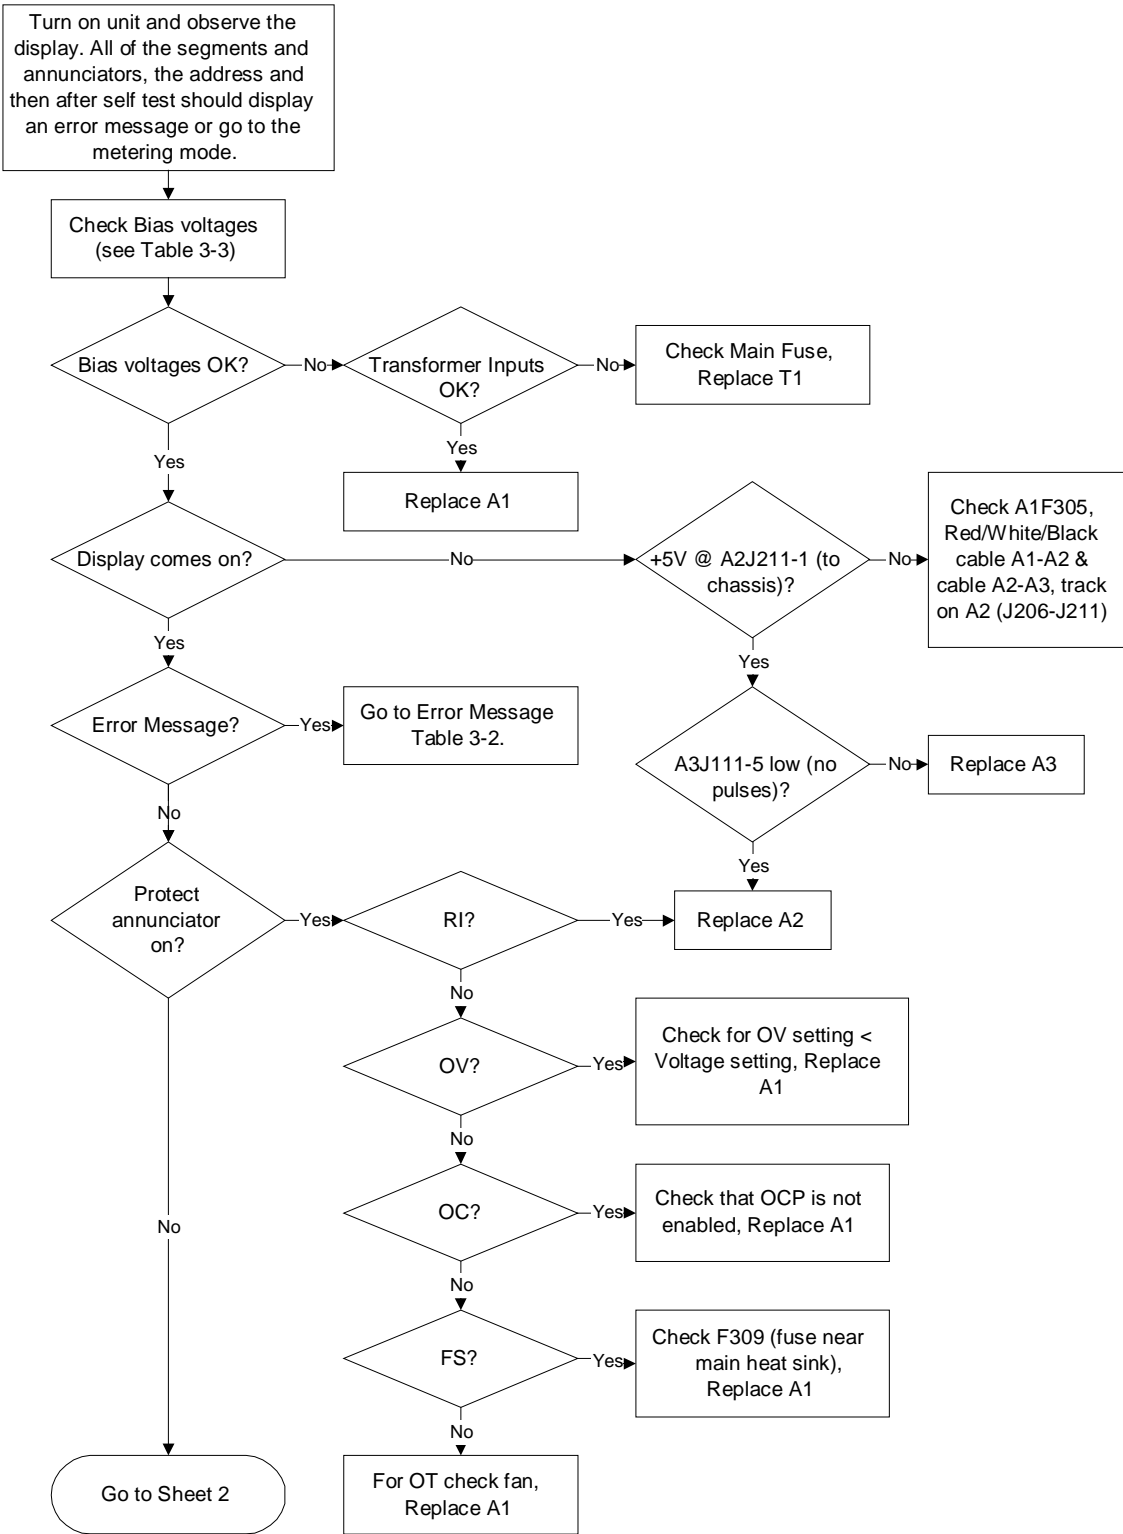 Turn on unit and observe the
display. All of the segments and
annunciators, the address and
then after self test should display
an error message or go to the
metering mode.
Check Bias voltages
(see Table 3-3)
Bias voltages OK?
No
Transformer Inputs
OK?
No
Check Main Fuse,
Replace T1
Yes
Yes
Replace A1
Display comes on?
No
+5V @ A2J211-1 (to
chassis)?
No
Check A1F305,
Red/White/Black
cable A1-A2 &
cable A2-A3, track
on A2 (J206-J211)
Yes
Yes
Error Message?
Yes
Go to Error Message
Table 3-2.
A3J111-5 low (no
pulses)?
No
Replace A3
No
Yes
Protect
annunciator
on?
Yes
RI?
Yes
Replace A2
No
OV?
Yes
Check for OV setting <
Voltage setting, Replace
A1
No
OC?
Yes
Check that OCP is not
enabled, Replace A1
No
No
FS?
Yes
Check F309 (fuse near
main heat sink),
Replace A1
No
Go to Sheet 2
For OT check fan,
Replace A1